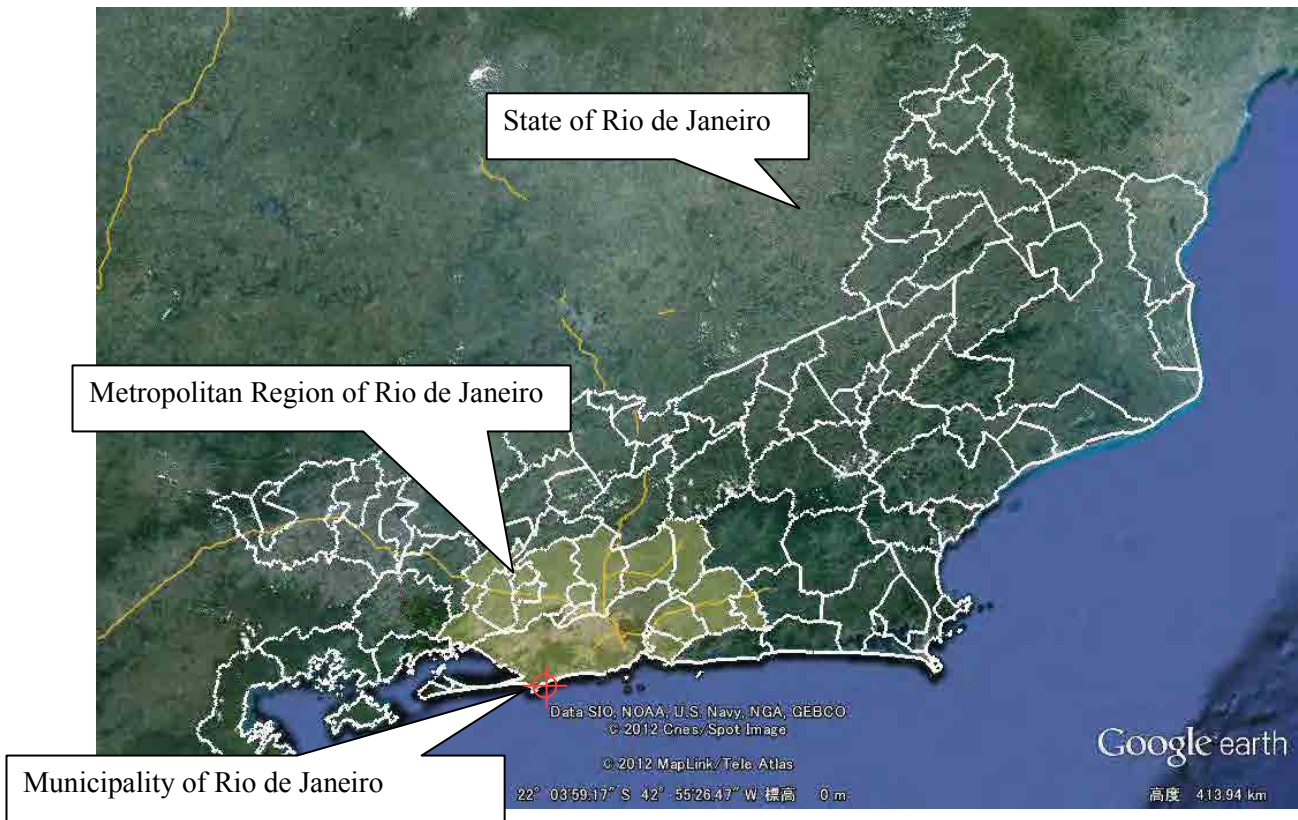 State of Rio de Janeiro
Metropolitan Region of Rio de Janeiro
Municipality of Rio de Janeiro
Data SIO, NOAA, U.S. Navy, NGA, GEBCO
© 2012 Cnes/Spot Image
© 2012 MapLink/Tele Atlas
Google earth
22° 03'59.17" S 42° 55'26.47" W 標高 0 m
高度 413.94 km